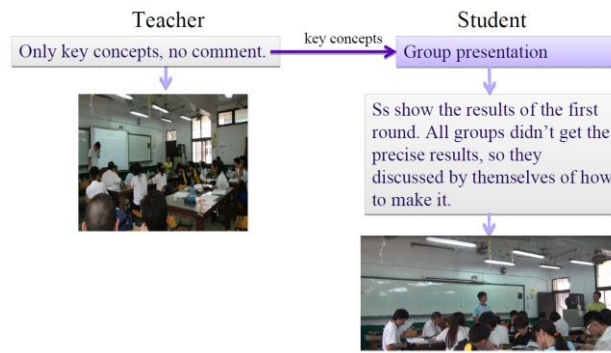 Teacher
Student
Only key concepts, no comment.
key concepts
Group presentation
Ss show the results of the first
round. All groups didn't get the
precise results, so they
discussed by themselves of how
to make it.